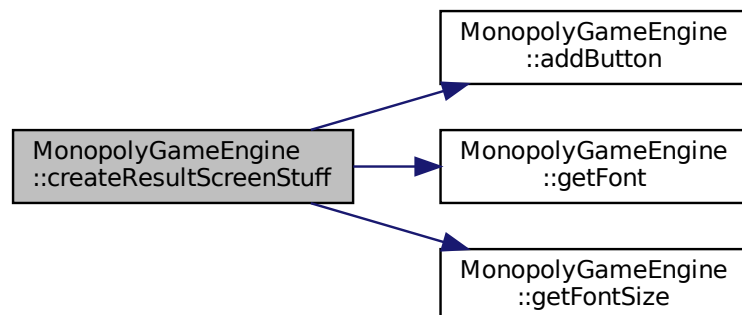 MonopolyGameEngine
::createResultScreenStuff
MonopolyGameEngine
::addButton
MonopolyGameEngine
::getFont
MonopolyGameEngine
::getFontSize